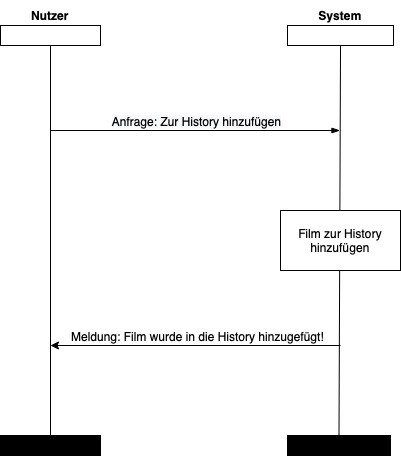 Nutzer
System
Anfrage: Zur History hinzufügen
Film zur History
hinzufügen
Meldung: Film wurde in die History hinzugefügt!